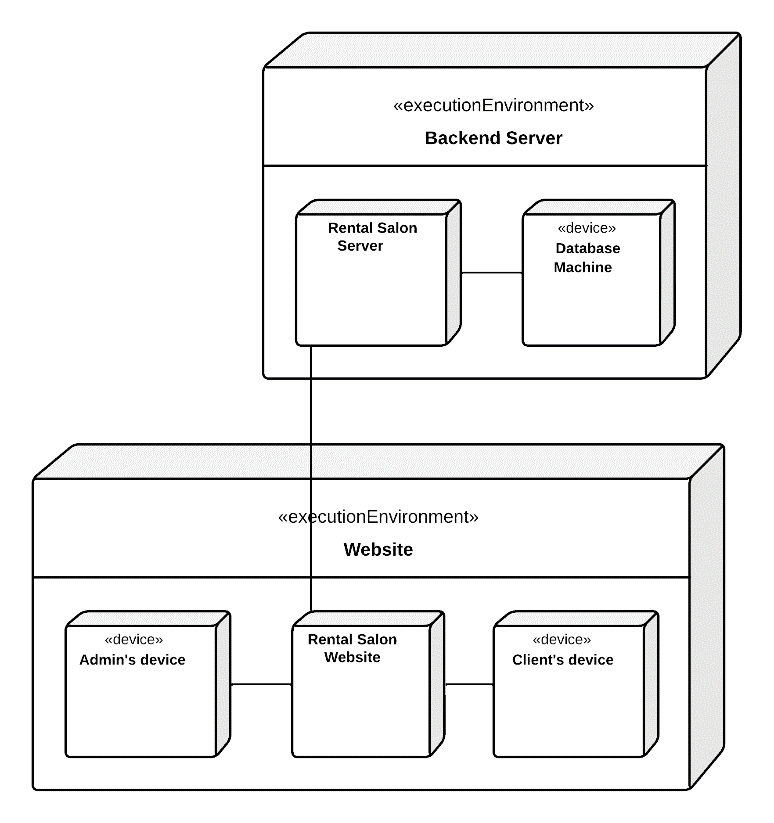 «executionEnvironment»
Backend Server
Rental Salon
Server
«device»
Database
Machine
«executionEnvironment»
Website
«device»
Admin's device
Rental Salon
Website
«device»
Client's device